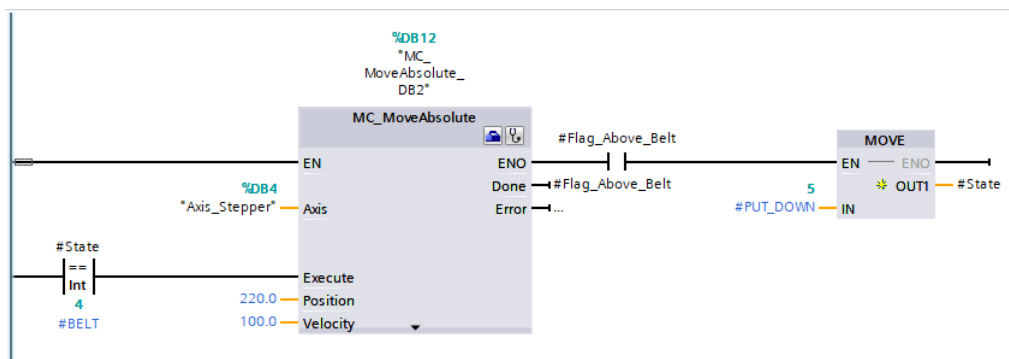 %DB12
"MC_
MoveAbsolute_
DB2"
MC_MoveAbsolute
#Flag_Above_Belt
MOVE
EN
ENO
EN
ENO
%DB4
Done
#Flag_Above_Belt
5
OUT1
#State
"Axis_Stepper"
Axis
Error
...
#PUT_DOWN
IN
#State
==
Int
Execute
4
220.0
Position
#BELT
100.0
Velocity